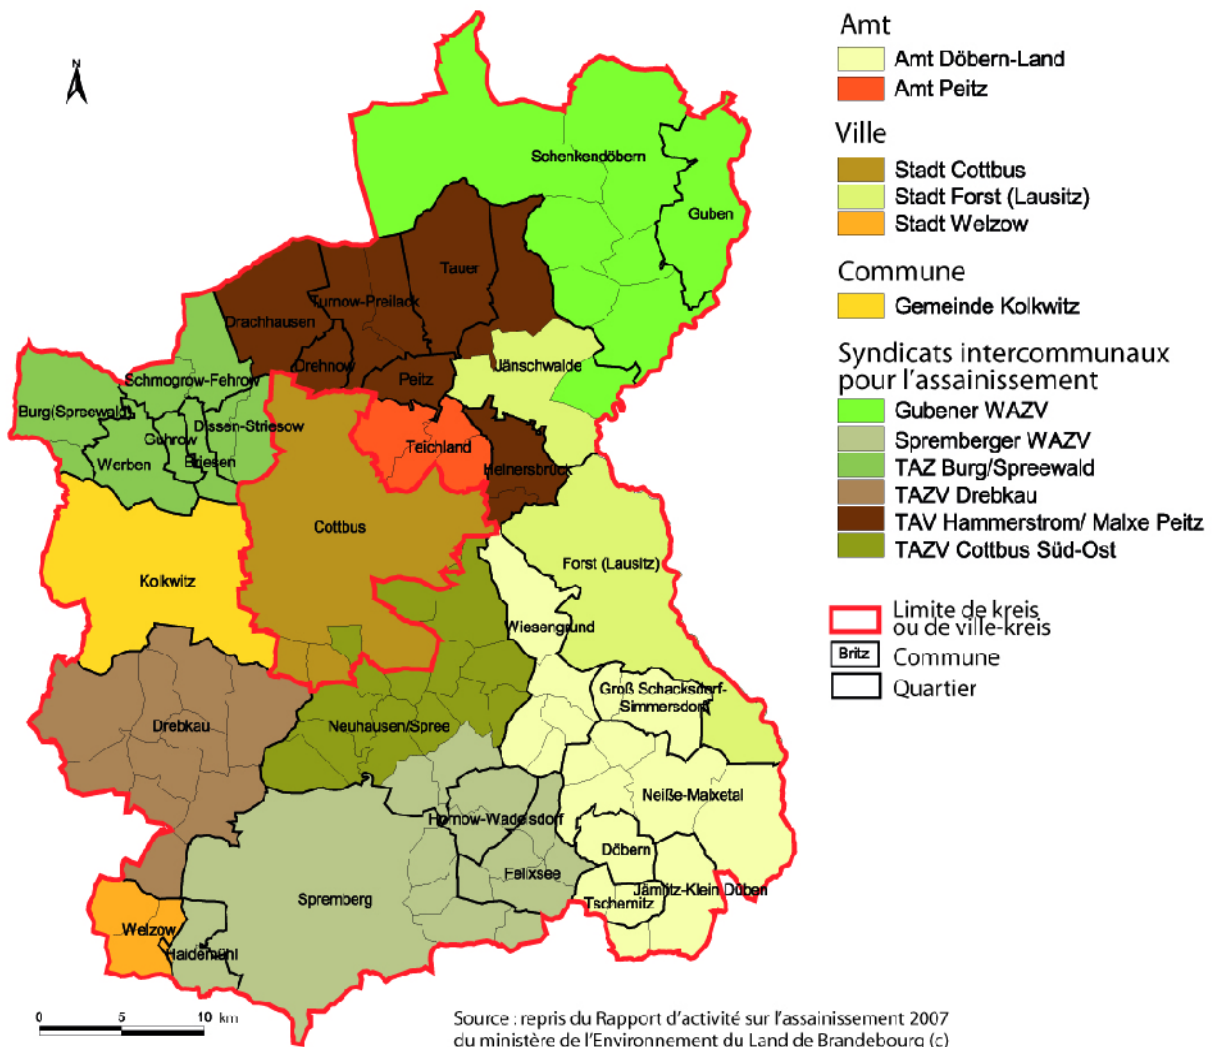 N
Schenkendöbern
Guben
Tauer
Turnow-Preilack
Drachhausen
Drehnow
Peitz
Jänschwalde
Schmogrow-Fehrow
Burg(Spreewald)
Dissen-Striesow
Guhrow
Werben
Briesen
Teichland
Heinersbrück
Cottbus
Kolkwitz
Forst (Lausitz)
Wiesengrund
Groß Schacksdorf-
Simmersdorf
Drebkau
Neuhausen/Spree
Neiße-Malxetal
Hornow-Wadelsdorf
Döbern
Felixsee
Jämlitz-Klein Düben
Tschernitz
Spremberg
Welzow
Haidemühl
0 5 10 km
Amt
Amt Döbern-Land
Amt Peitz
Ville
Stadt Cottbus
Stadt Forst (Lausitz)
Stadt Welzow
Commune
Gemeinde Kolkwitz
Syndicats intercommunaux
pour l'assainissement
Gubener WAZV
Spremberger WAZV
TAZ Burg/Spreewald
TAZV Drebkau
TAV Hammerstrom/ Malxe Peitz
TAZV Cottbus Süd-Ost
Limite de kreis
ou de ville-kreis
Britz Commune
Quartier
Source : repris du Rapport d'activité sur l'assainissement 2007
du ministère de l'Environnement du Land de Brandebourg (c)